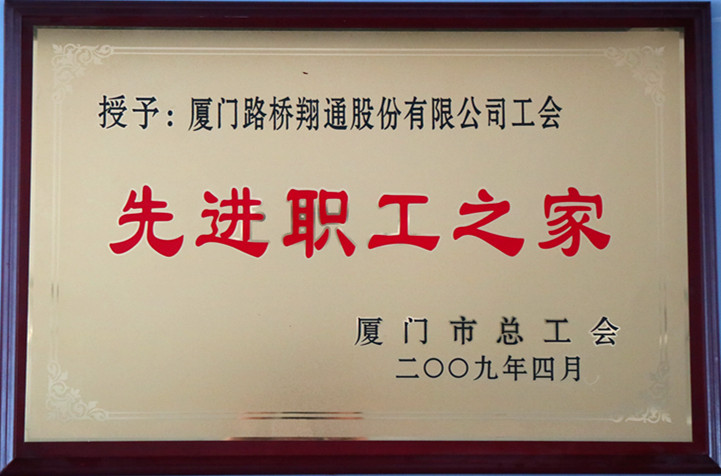 授予：厦门路桥翔通股份有限公司工会
先进职工之家
厦门市总工会
二〇〇九年四月